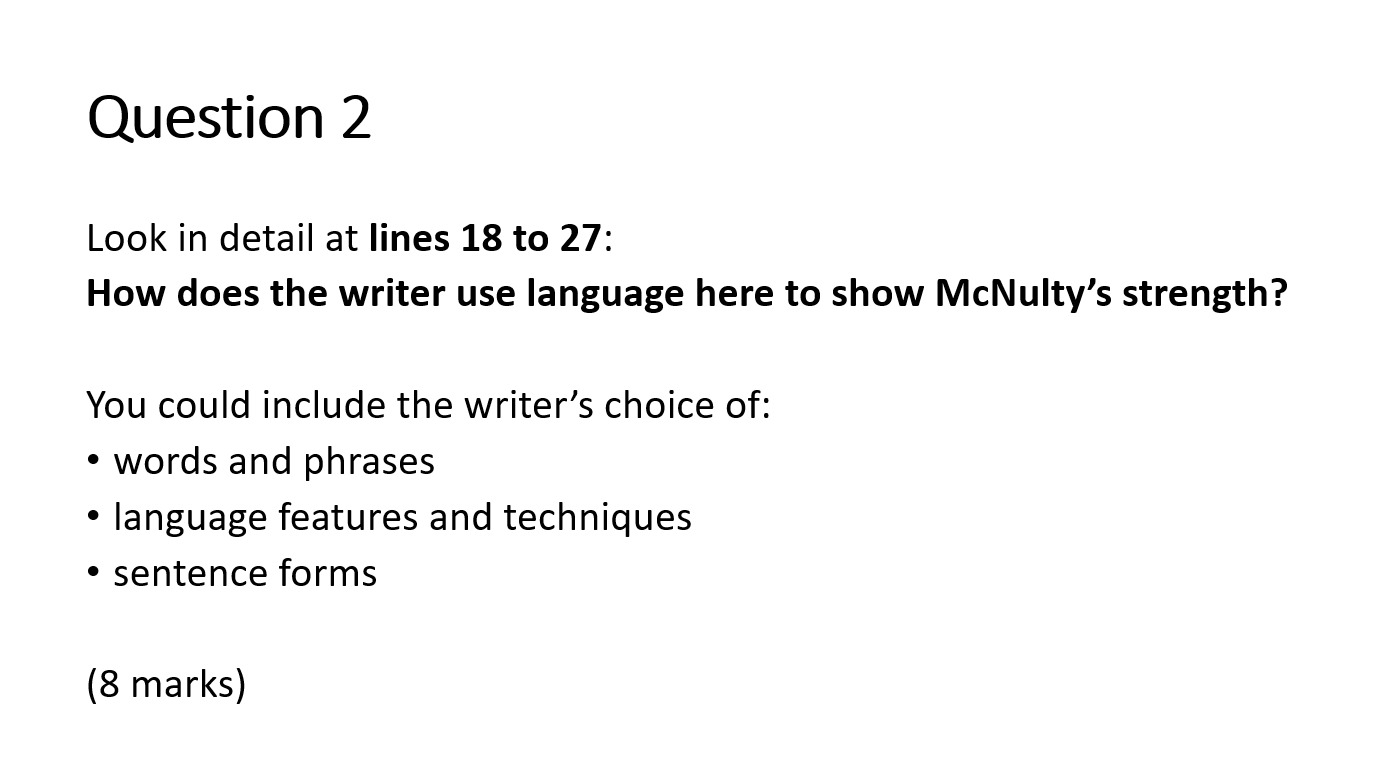 Question 2
Look in detail at lines 18 to 27:
How does the writer use language here to show McNulty’s strength?
You could include the writer’s choice of:
• words and phrases
• language features and techniques
• sentence forms
(8 marks)